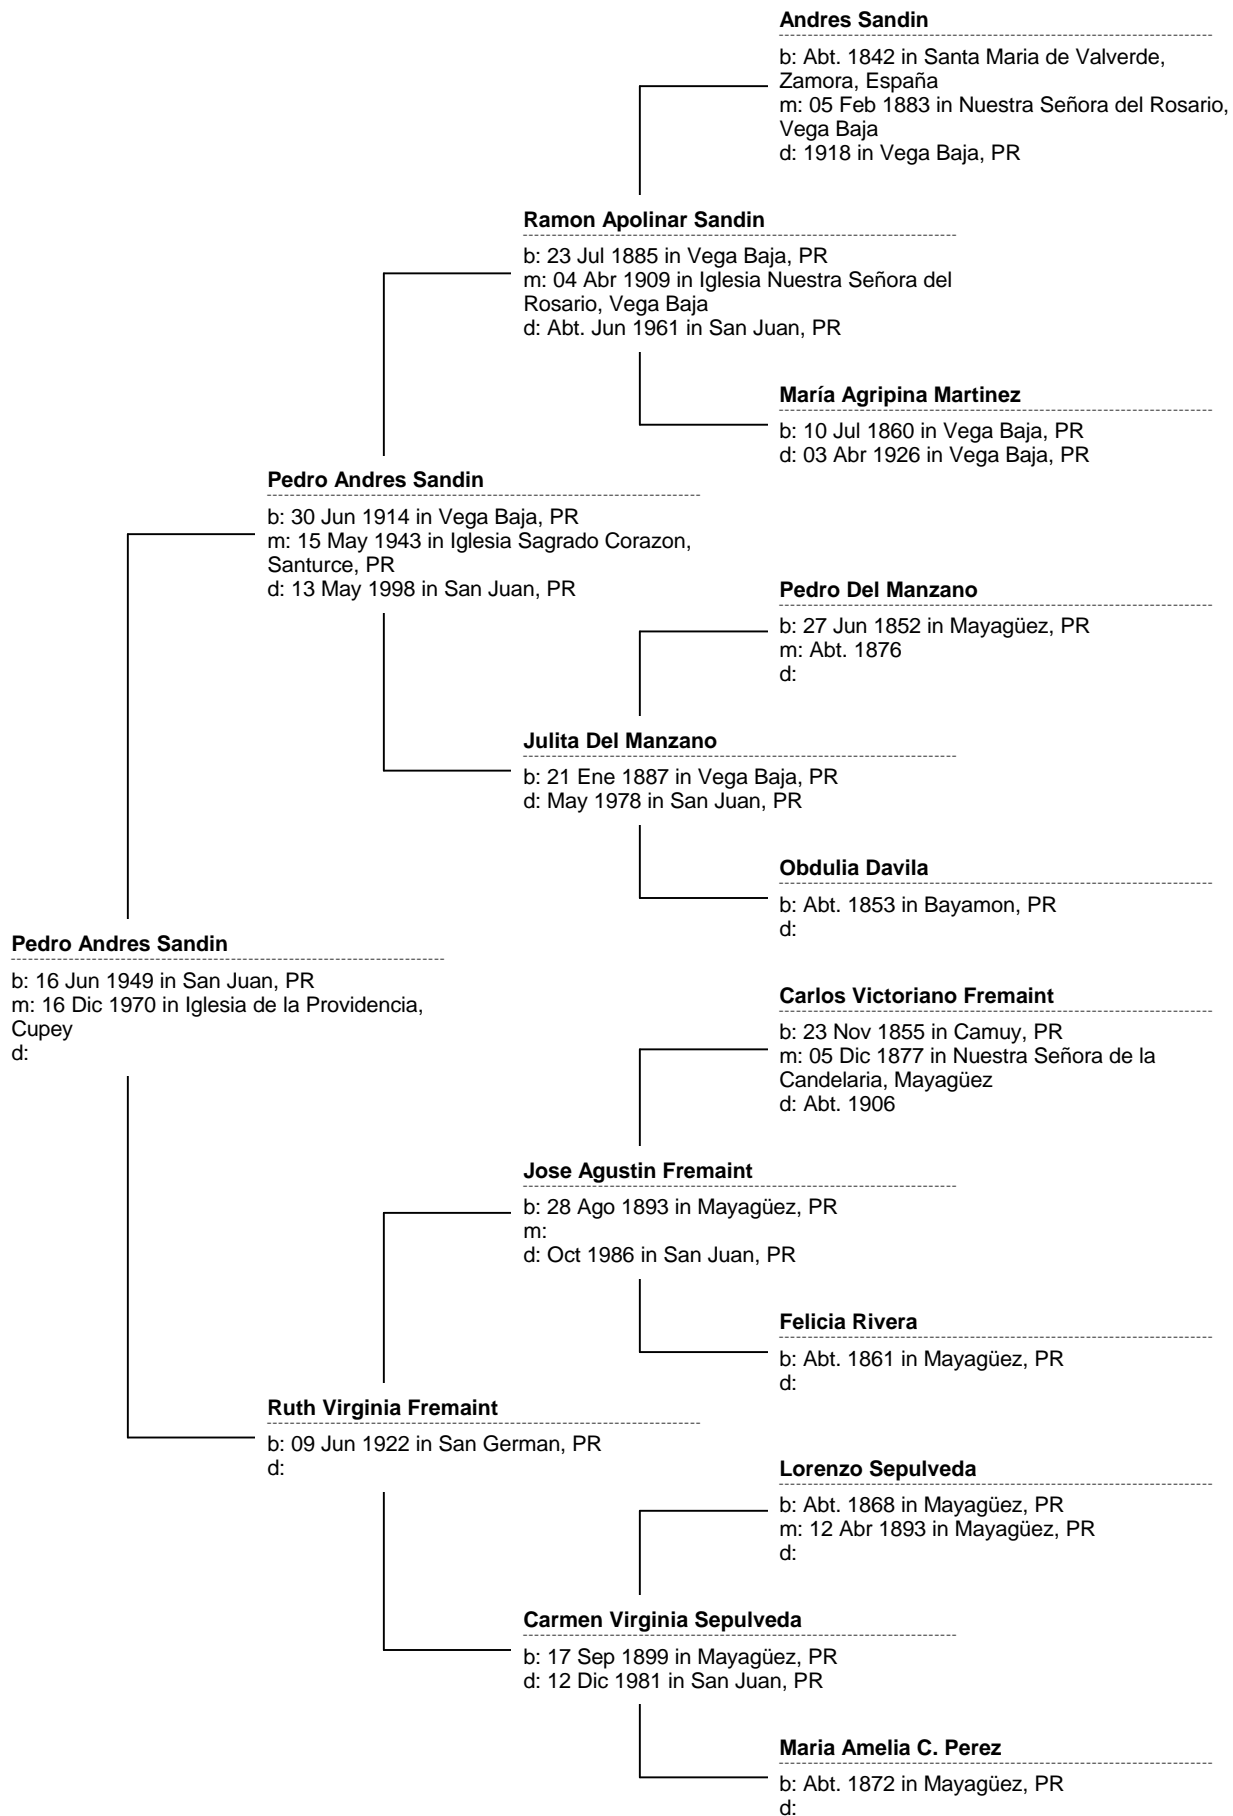 Andres Sandin
b: Abt. 1842 in Santa Maria de Valverde,
Zamora, España
m: 05 Feb 1883 in Nuestra Señora del Rosario,
Vega Baja
d: 1918 in Vega Baja, PR
Ramon Apolinar Sandin
b: 23 Jul 1885 in Vega Baja, PR
m: 04 Abr 1909 in Iglesia Nuestra Señora del
Rosario, Vega Baja
d: Abt. Jun 1961 in San Juan, PR
María Agripina Martinez
b: 10 Jul 1860 in Vega Baja, PR
d: 03 Abr 1926 in Vega Baja, PR
Pedro Andres Sandin
b: 30 Jun 1914 in Vega Baja, PR
m: 15 May 1943 in Iglesia Sagrado Corazon,
Santurce, PR
d: 13 May 1998 in San Juan, PR
Pedro Del Manzano
b: 27 Jun 1852 in Mayagüez, PR
m: Abt. 1876
d:
Julita Del Manzano
b: 21 Ene 1887 in Vega Baja, PR
d: May 1978 in San Juan, PR
Obdulia Davila
b: Abt. 1853 in Bayamon, PR
d:
Pedro Andres Sandin
b: 16 Jun 1949 in San Juan, PR
m: 16 Dic 1970 in Iglesia de la Providencia,
Cupey
d:
Carlos Victoriano Fremaint
b: 23 Nov 1855 in Camuy, PR
m: 05 Dic 1877 in Nuestra Señora de la
Candelaria, Mayagüez
d: Abt. 1906
Jose Agustin Fremaint
b: 28 Ago 1893 in Mayagüez, PR
m:
d: Oct 1986 in San Juan, PR
Felicia Rivera
b: Abt. 1861 in Mayagüez, PR
d:
Ruth Virginia Fremaint
b: 09 Jun 1922 in San German, PR
d:
Lorenzo Sepulveda
b: Abt. 1868 in Mayagüez, PR
m: 12 Abr 1893 in Mayagüez, PR
d:
Carmen Virginia Sepulveda
b: 17 Sep 1899 in Mayagüez, PR
d: 12 Dic 1981 in San Juan, PR
Maria Amelia C. Perez
b: Abt. 1872 in Mayagüez, PR
d: